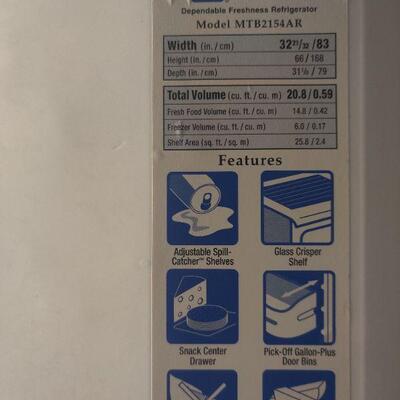 ®
Dependable Freshness Refrigerator
Model MTB2154AR
Width (in. / cm) 32 21/32 / 83
Height (in. / cm) 66 / 168
Depth (in. / cm) 31 1/8 / 79
Total Volume (cu. ft. / cu. m) 20.8 / 0.59
Fresh Food Volume (cu. ft. / cu. m) 14.8 / 0.42
Freezer Volume (cu. ft. / cu. m) 6.0 / 0.17
Shelf Area (sq. ft. / sq. m) 25.8 / 2.4
Features
Adjustable Spill-
Catcher™ Shelves
Glass Crisper
Shelf
Snack Center
Drawer
Pick-Off Gallon-Plus
Door Bins